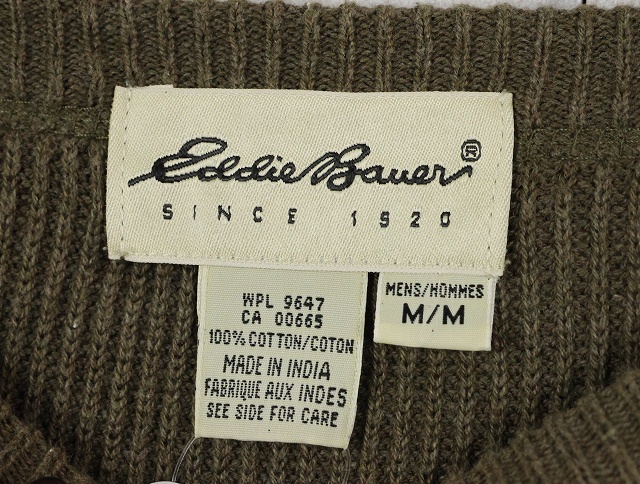 Eddie Bauer®
SINCE 1920
WPL 9647
CA 00665
100% COTTON/COTON
MADE IN INDIA
FABRIQUE AUX INDES
SEE SIDE FOR CARE
MENS/HOMMES
M/M